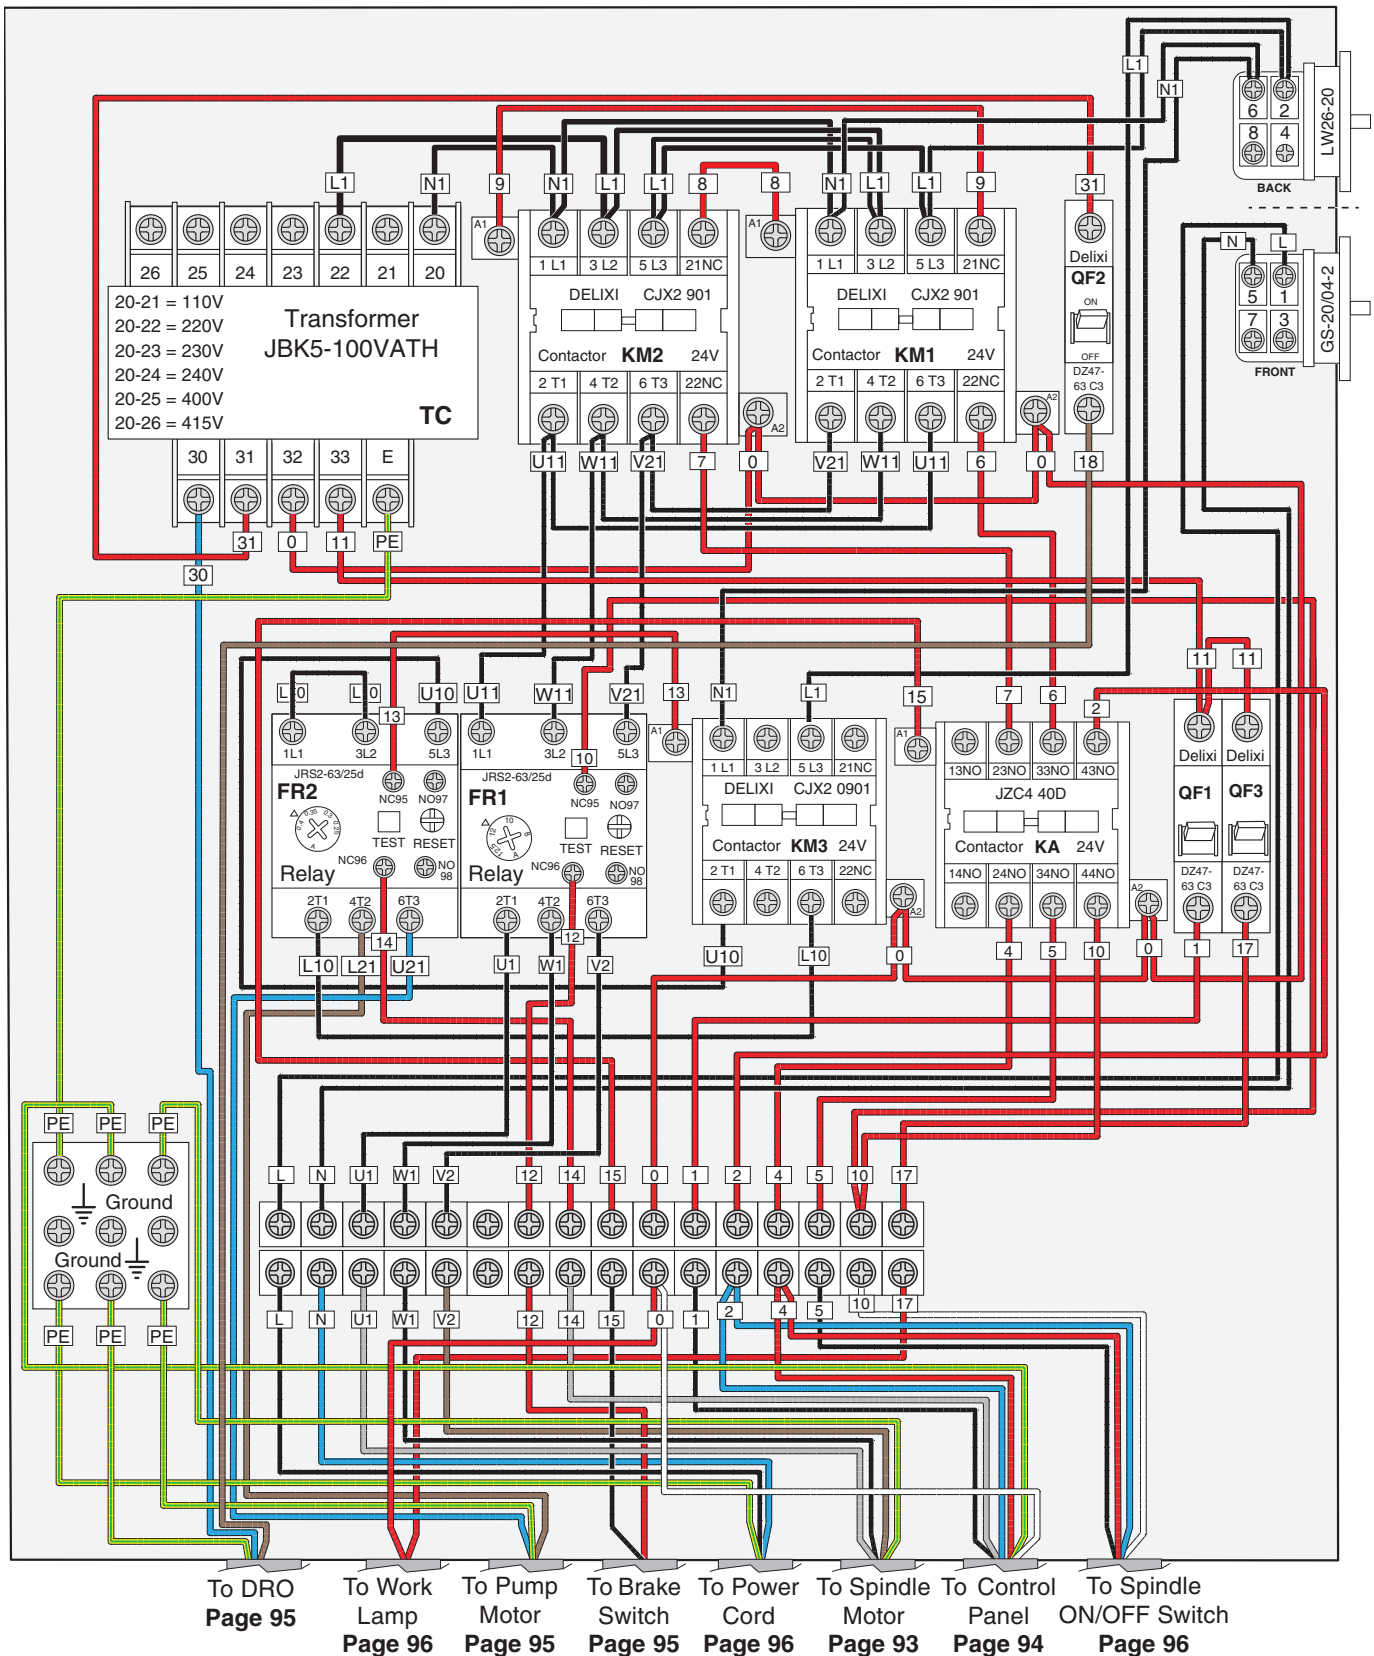 L1
N1
6 2
8 4
LW26-20
BACK
N L
5 1
7 3
GS-20/04-2
FRONT
L1 N1 9 N1 L1 L1 8 8 N1 L1 L1 9 31
A1 A1
26 25 24 23 22 21 20
1 L1 3 L2 5 L3 21NC
1 L1 3 L2 5 L3 21NC
Delixi
QF2
ON
OFF
DZ47-
63 C3
20-21 = 110V
20-22 = 220V
20-23 = 230V
20-24 = 240V
20-25 = 400V
20-26 = 415V
Transformer
JBK5-100VATH
TC
DELIXI CJX2 901
Contactor KM2 24V
2 T1 4 T2 6 T3 22NC
DELIXI CJX2 901
Contactor KM1 24V
2 T1 4 T2 6 T3 22NC
A2 A2
30 31 32 33 E
U11 W11 V21 7 0 V21 W11 U11 6 0 18
31 0 11 PE
30
11 11
L10 L10 U10 U11 W11 V21 13 N1 L1 15 7 6 2
13
10
1L1 3L2 5L3
JRS2-63/25d
FR2
NC95 NO97
0.4 0.35 0.3 0.25
A
TEST RESET
NC96 NO
98
Relay
2T1 4T2 6T3
1L1 3L2 5L3
JRS2-63/25d
FR1
NC95 NO97
12.5 12 10 8
A
TEST RESET
NC96 NO
98
Relay
2T1 4T2 6T3
A1
1 L1 3 L2 5 L3 21NC
DELIXI CJX2 0901
Contactor KM3 24V
2 T1 4 T2 6 T3 22NC
A2
A1
13NO 23NO 33NO 43NO
JZC4 40D
Contactor KA 24V
14NO 24NO 34NO 44NO
A2
Delixi Delixi
QF1 QF3
DZ47- DZ47-
63 C3 63 C3
14 12
L10 L21 U21 U1 W1 V2 U10 L10 0 4 5 10 0 1 17
PE PE PE
Ground
Ground
PE PE PE
L N U1 W1 V2 12 14 15 0 1 2 4 5 10 17
L N U1 W1 V2 12 14 15 0 1 2 4 5 10 17
To DRO
Page 95
To Work
Lamp
Page 96
To Pump
Motor
Page 95
To Brake
Switch
Page 95
To Power
Cord
Page 96
To Spindle
Motor
Page 93
To Control
Panel
Page 94
To Spindle
ON/OFF Switch
Page 96